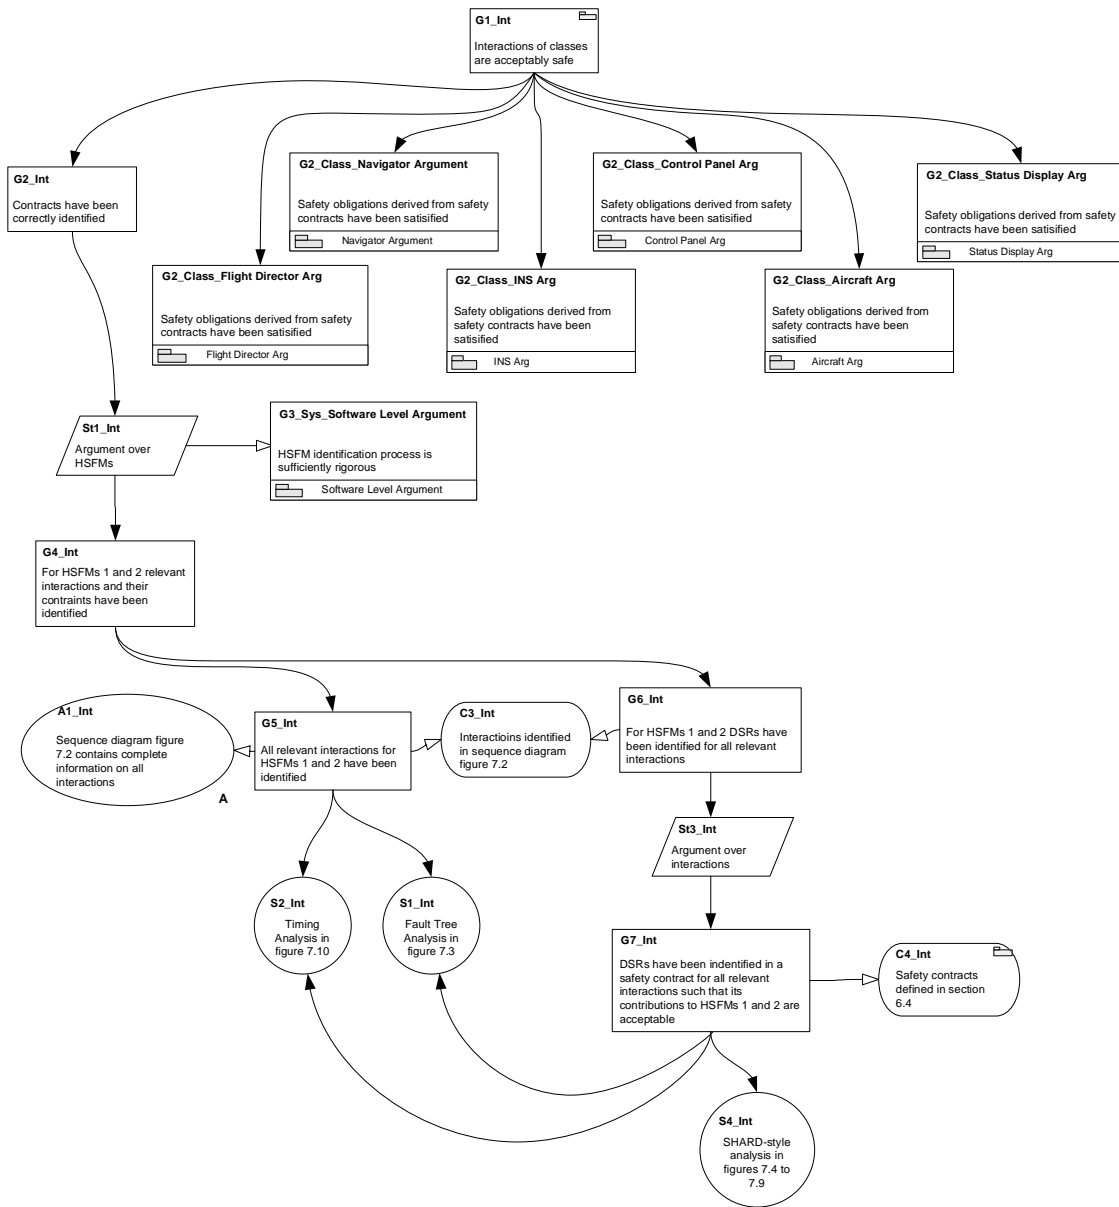 G1_Int
Interactions of classes
are acceptably safe
G2_Int
Contracts have been
correctly identified
G2_Class_Navigator Argument
Safety obligations derived from safety
contracts have been satisified
Navigator Argument
G2_Class_Control Panel Arg
Safety obligations derived from safety
contracts have been satisified
Control Panel Arg
G2_Class_Status Display Arg
Safety obligations derived from safety
contracts have been satisified
Status Display Arg
G2_Class_Flight Director Arg
Safety obligations derived from safety
contracts have been satisified
Flight Director Arg
G2_Class_INS Arg
Safety obligations derived from
safety contracts have been
satisified
INS Arg
G2_Class_Aircraft Arg
Safety obligations derived from
safety contracts have been
satisified
Aircraft Arg
St1_Int
Argument over
HSFMs
G3_Sys_Software Level Argument
HSFM identification process is
sufficiently rigorous
Software Level Argument
G4_Int
For HSFMs 1 and 2 relevant
interactions and their
contraints have been
identified
A1_Int
Sequence diagram figure
7.2 contains complete
information on all
interactions
A
G5_Int
All relevant interactions for
HSFMs 1 and 2 have been
identified
C3_Int
Interactioins identified
in sequence diagram
figure 7.2
G6_Int
For HSFMs 1 and 2 DSRs have
been identified for all relevant
interactions
St3_Int
Argument over
interactions
S2_Int
Timing
Analysis in
figure 7.10
S1_Int
Fault Tree
Analysis in
figure 7.3
G7_Int
DSRs have been indentified in a
safety contract for all relevant
interactions such that its
contributions to HSFMs 1 and 2 are
acceptable
C4_Int
Safety contracts
defined in section
6.4
S4_Int
SHARD-style
analysis in
figures 7.4 to
7.9